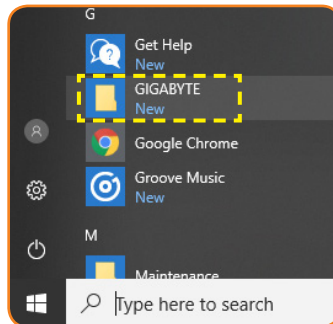 G
Get Help
New
GIGABYTE
New
Google Chrome
Groove Music
New
M
Maintenance
Type here to search